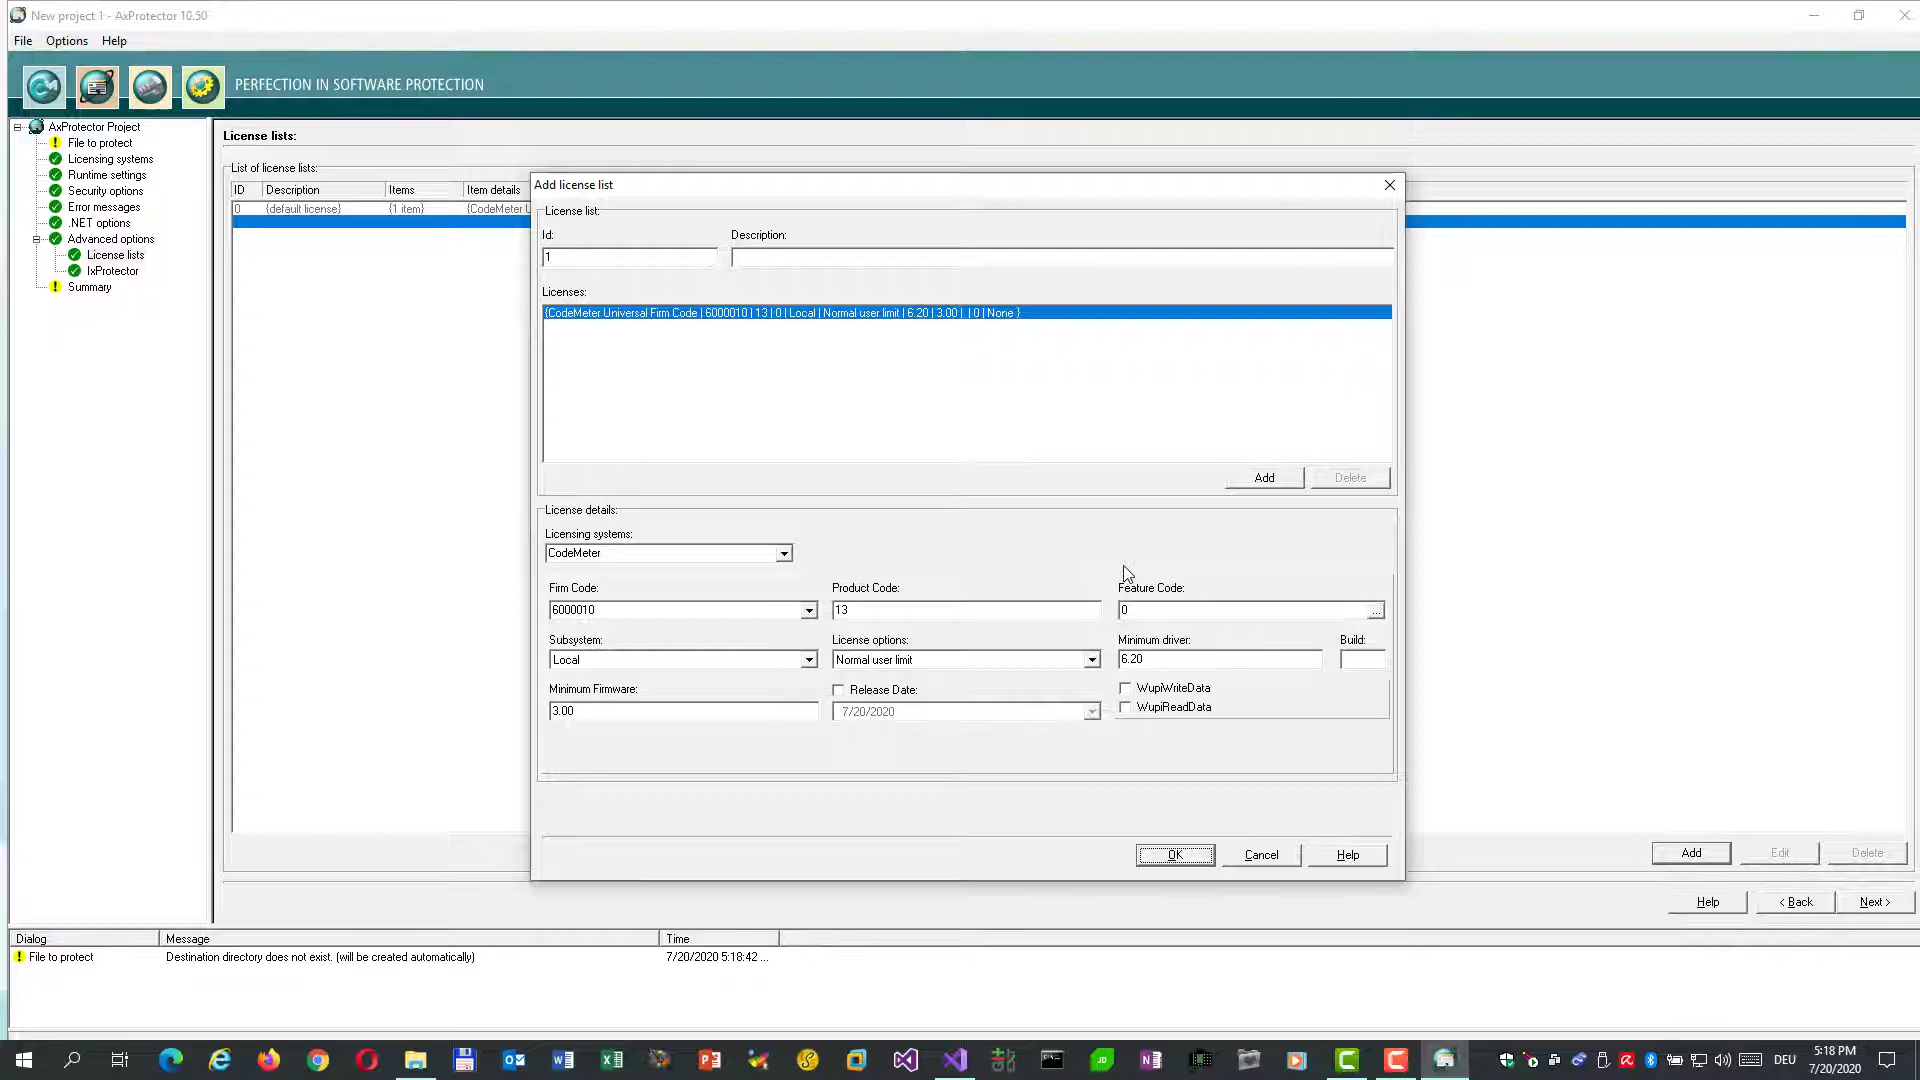 New project 1 - AxProtector 10.50
File Options Help
PERFECTION IN SOFTWARE PROTECTION
AxProtector Project
File to protect
Licensing systems
Runtime settings
Security options
Error messages
.NET options
Advanced options
License lists
IxProtector
Summary
License lists:
List of license lists:
ID Description Items Item details
0 {default license} {1 item} {CodeMeter U
Add license list
License list:
Id: Description:
1
Licenses:
{CodeMeter Universal Firm Code | 6000010 | 13 | 0 | Local | Normal user limit | 6.20 | 3.00 | | 0 | None }
Add Delete
License details:
Licensing systems:
CodeMeter
Firm Code: Product Code: Feature Code:
6000010 13 0 ...
Subsystem: License options: Minimum driver: Build:
Local Normal user limit 6.20
Minimum Firmware: Release Date: WupiWriteData
3.00 7/20/2020 WupiReadData
OK Cancel Help
Add Edit Delete
Help < Back Next >
Dialog Message Time
File to protect Destination directory does not exist. (will be created automatically) 7/20/2020 5:18:42 ...
DEU 5:18 PM
7/20/2020